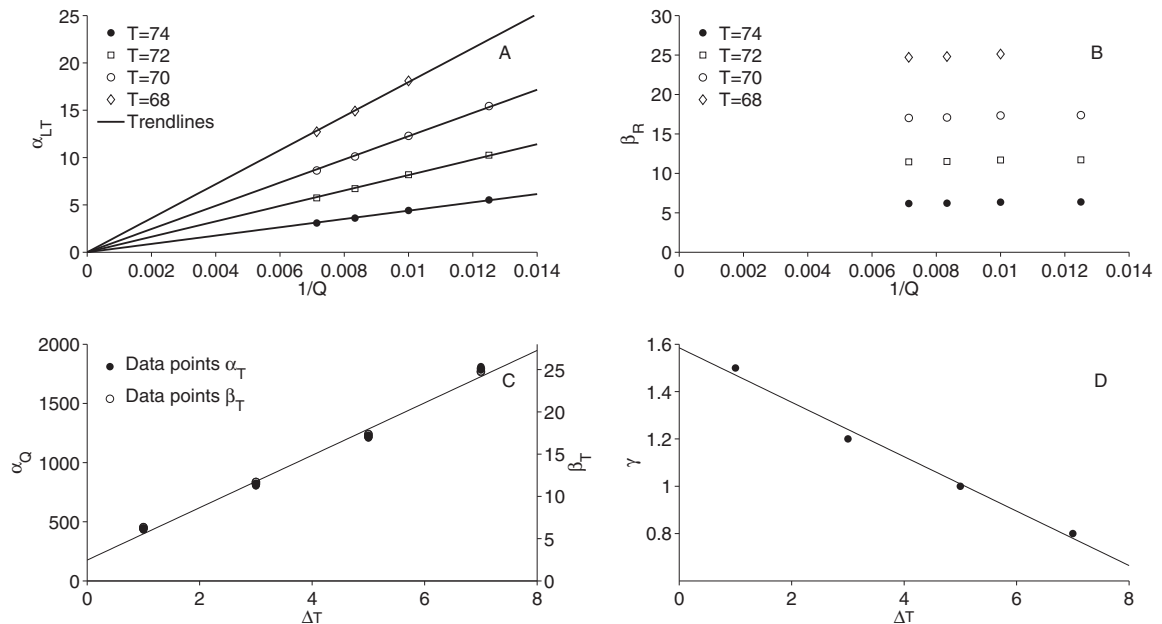 25
20
15
10
5
0
α_LT
T=74
T=72
T=70
T=68
Trendlines
A
0 0.002 0.004 0.006 0.008 0.01 0.012 0.014
1/Q
30
25
20
15
10
5
0
β_R
T=74
T=72
T=70
T=68
B
0 0.002 0.004 0.006 0.008 0.01 0.012 0.014
1/Q
2000
1500
1000
500
0
α_Q
Data points α_T
Data points β_T
C
25
20
15
10
5
0
β_T
0 2 4 6 8
ΔT
1.6
1.4
1.2
1
0.8
γ
D
0 2 4 6 8
ΔT